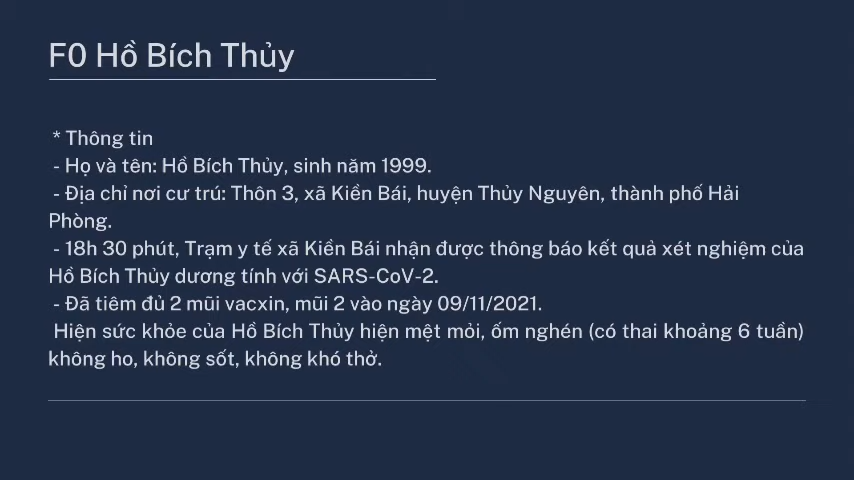 F0 Hồ Bích Thủy
* Thông tin
- Họ và tên: Hồ Bích Thủy, sinh năm 1999.
- Địa chỉ nơi cư trú: Thôn 3, xã Kiền Bái, huyện Thủy Nguyên, thành phố Hải
Phòng.
- 18h 30 phút, Trạm y tế xã Kiền Bái nhận được thông báo kết quả xét nghiệm của
Hồ Bích Thủy dương tính với SARS-CoV-2.
- Đã tiêm đủ 2 mũi vacxin, mũi 2 vào ngày 09/11/2021.
Hiện sức khỏe của Hồ Bích Thủy hiện mệt mỏi, ốm nghén (có thai khoảng 6 tuần)
không ho, không sốt, không khó thở.